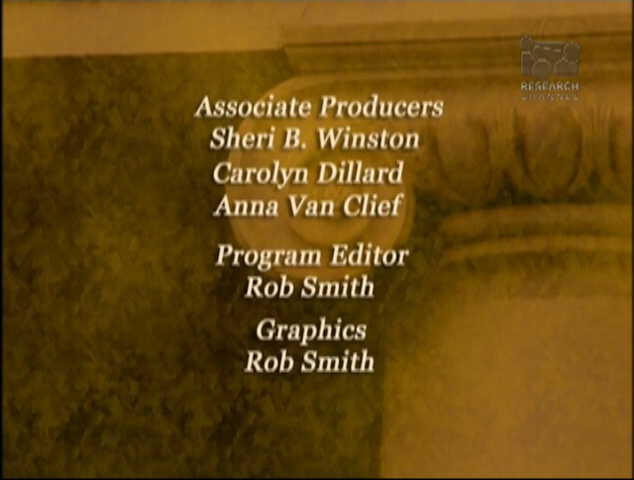 RESEARCH
Associate Producers
Sheri B. Winston
Carolyn Dillard
Anna Van Clief
Program Editor
Rob Smith
Graphics
Rob Smith